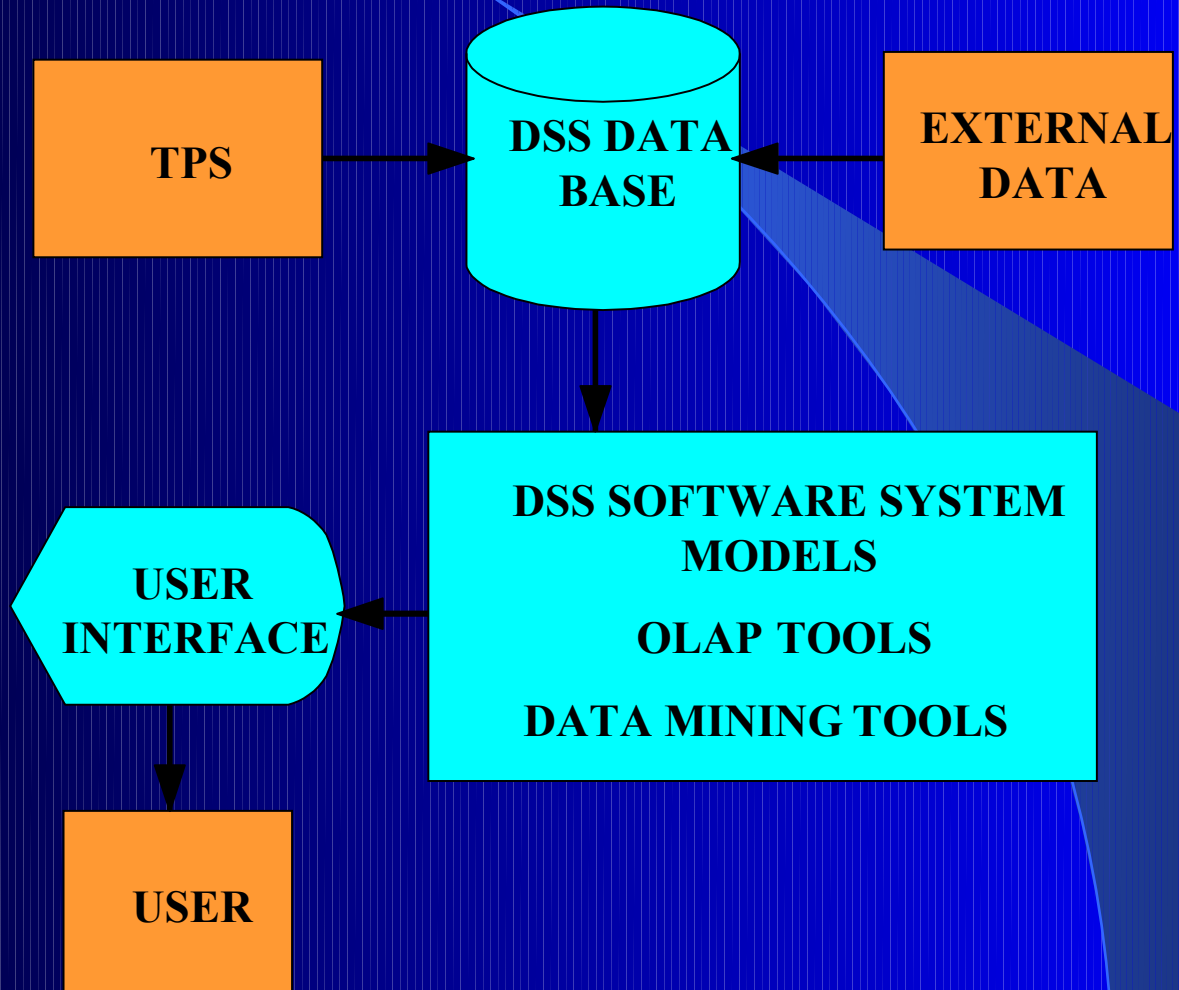 TPS
DSS DATA
BASE
EXTERNAL
DATA
DSS SOFTWARE SYSTEM
MODELS
OLAP TOOLS
DATA MINING TOOLS
USER
INTERFACE
USER